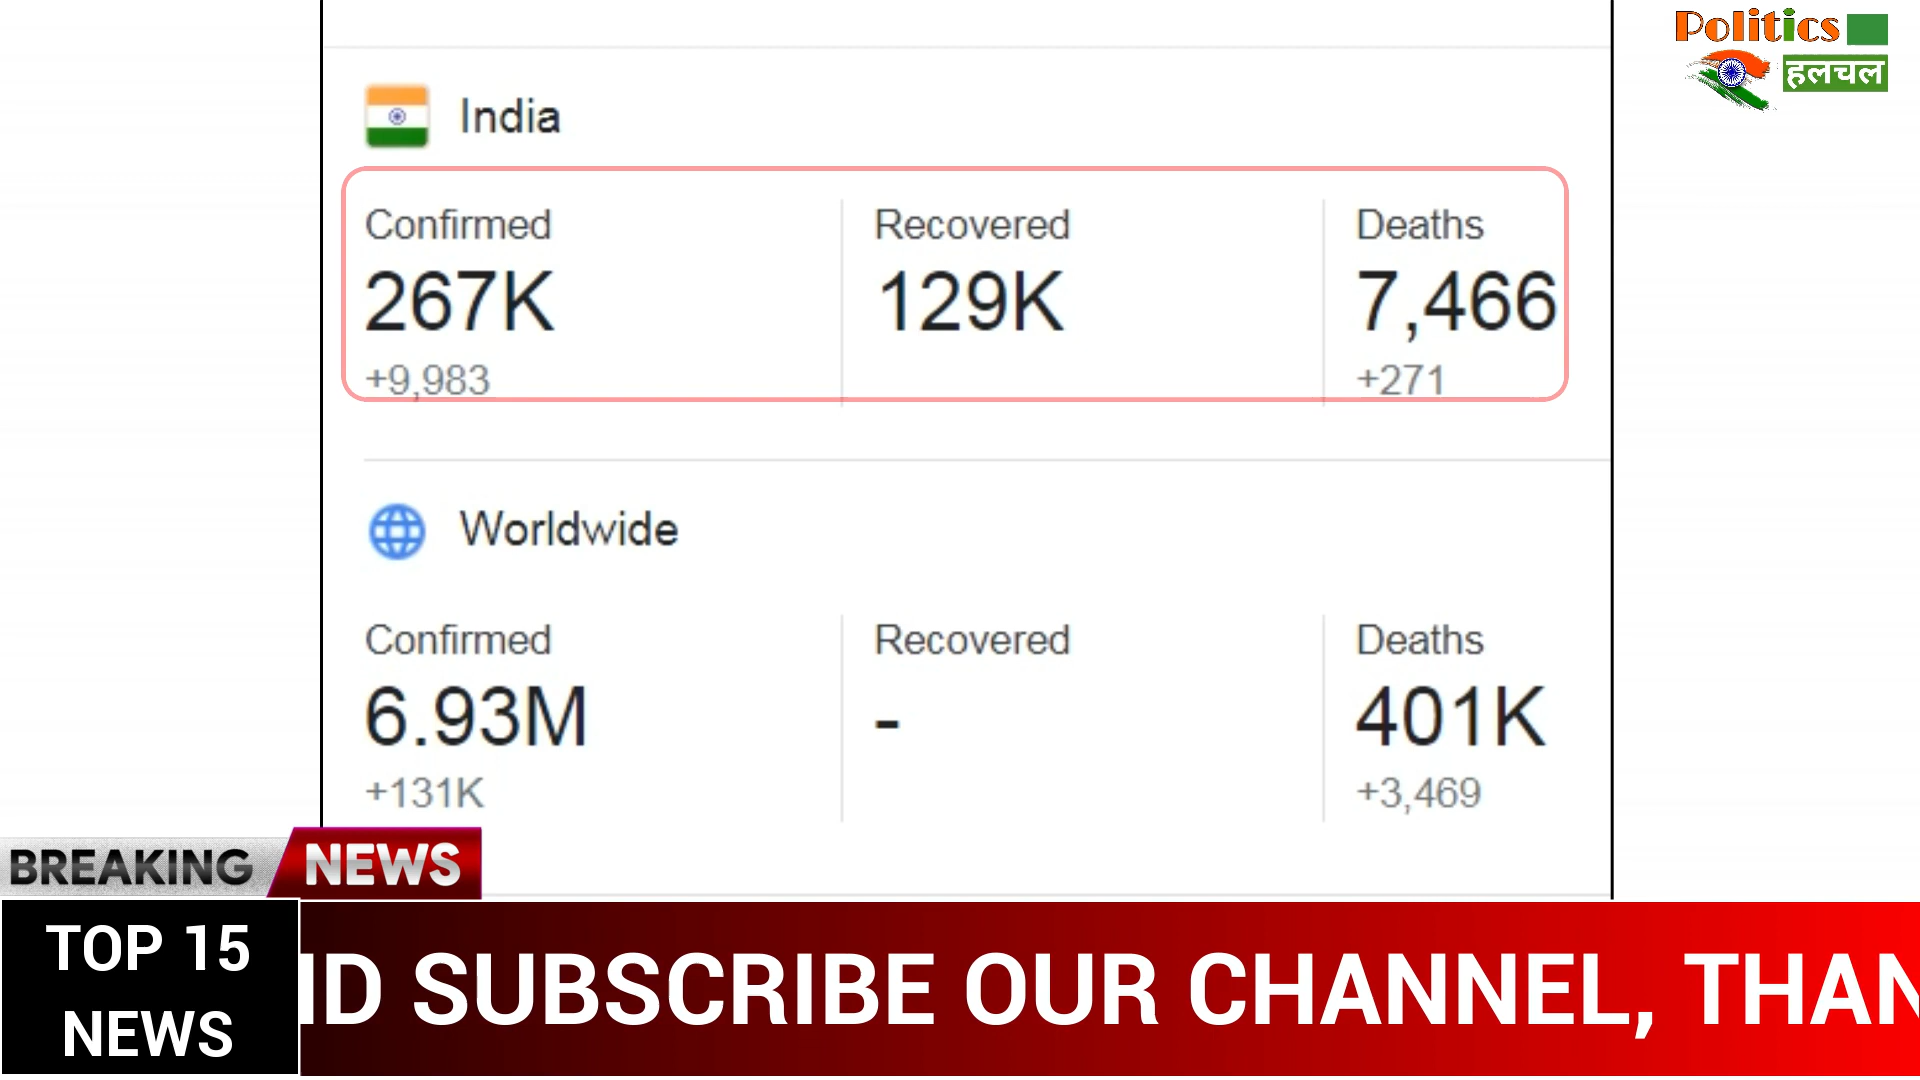 Politics
हलचल
India
Confirmed Recovered Deaths
267K 129K 7,466
+9,983 +271
Worldwide
Confirmed Recovered Deaths
6.93M - 401K
+131K +3,469
BREAKING NEWS
TOP 15
NEWS
ND SUBSCRIBE OUR CHANNEL, THAN